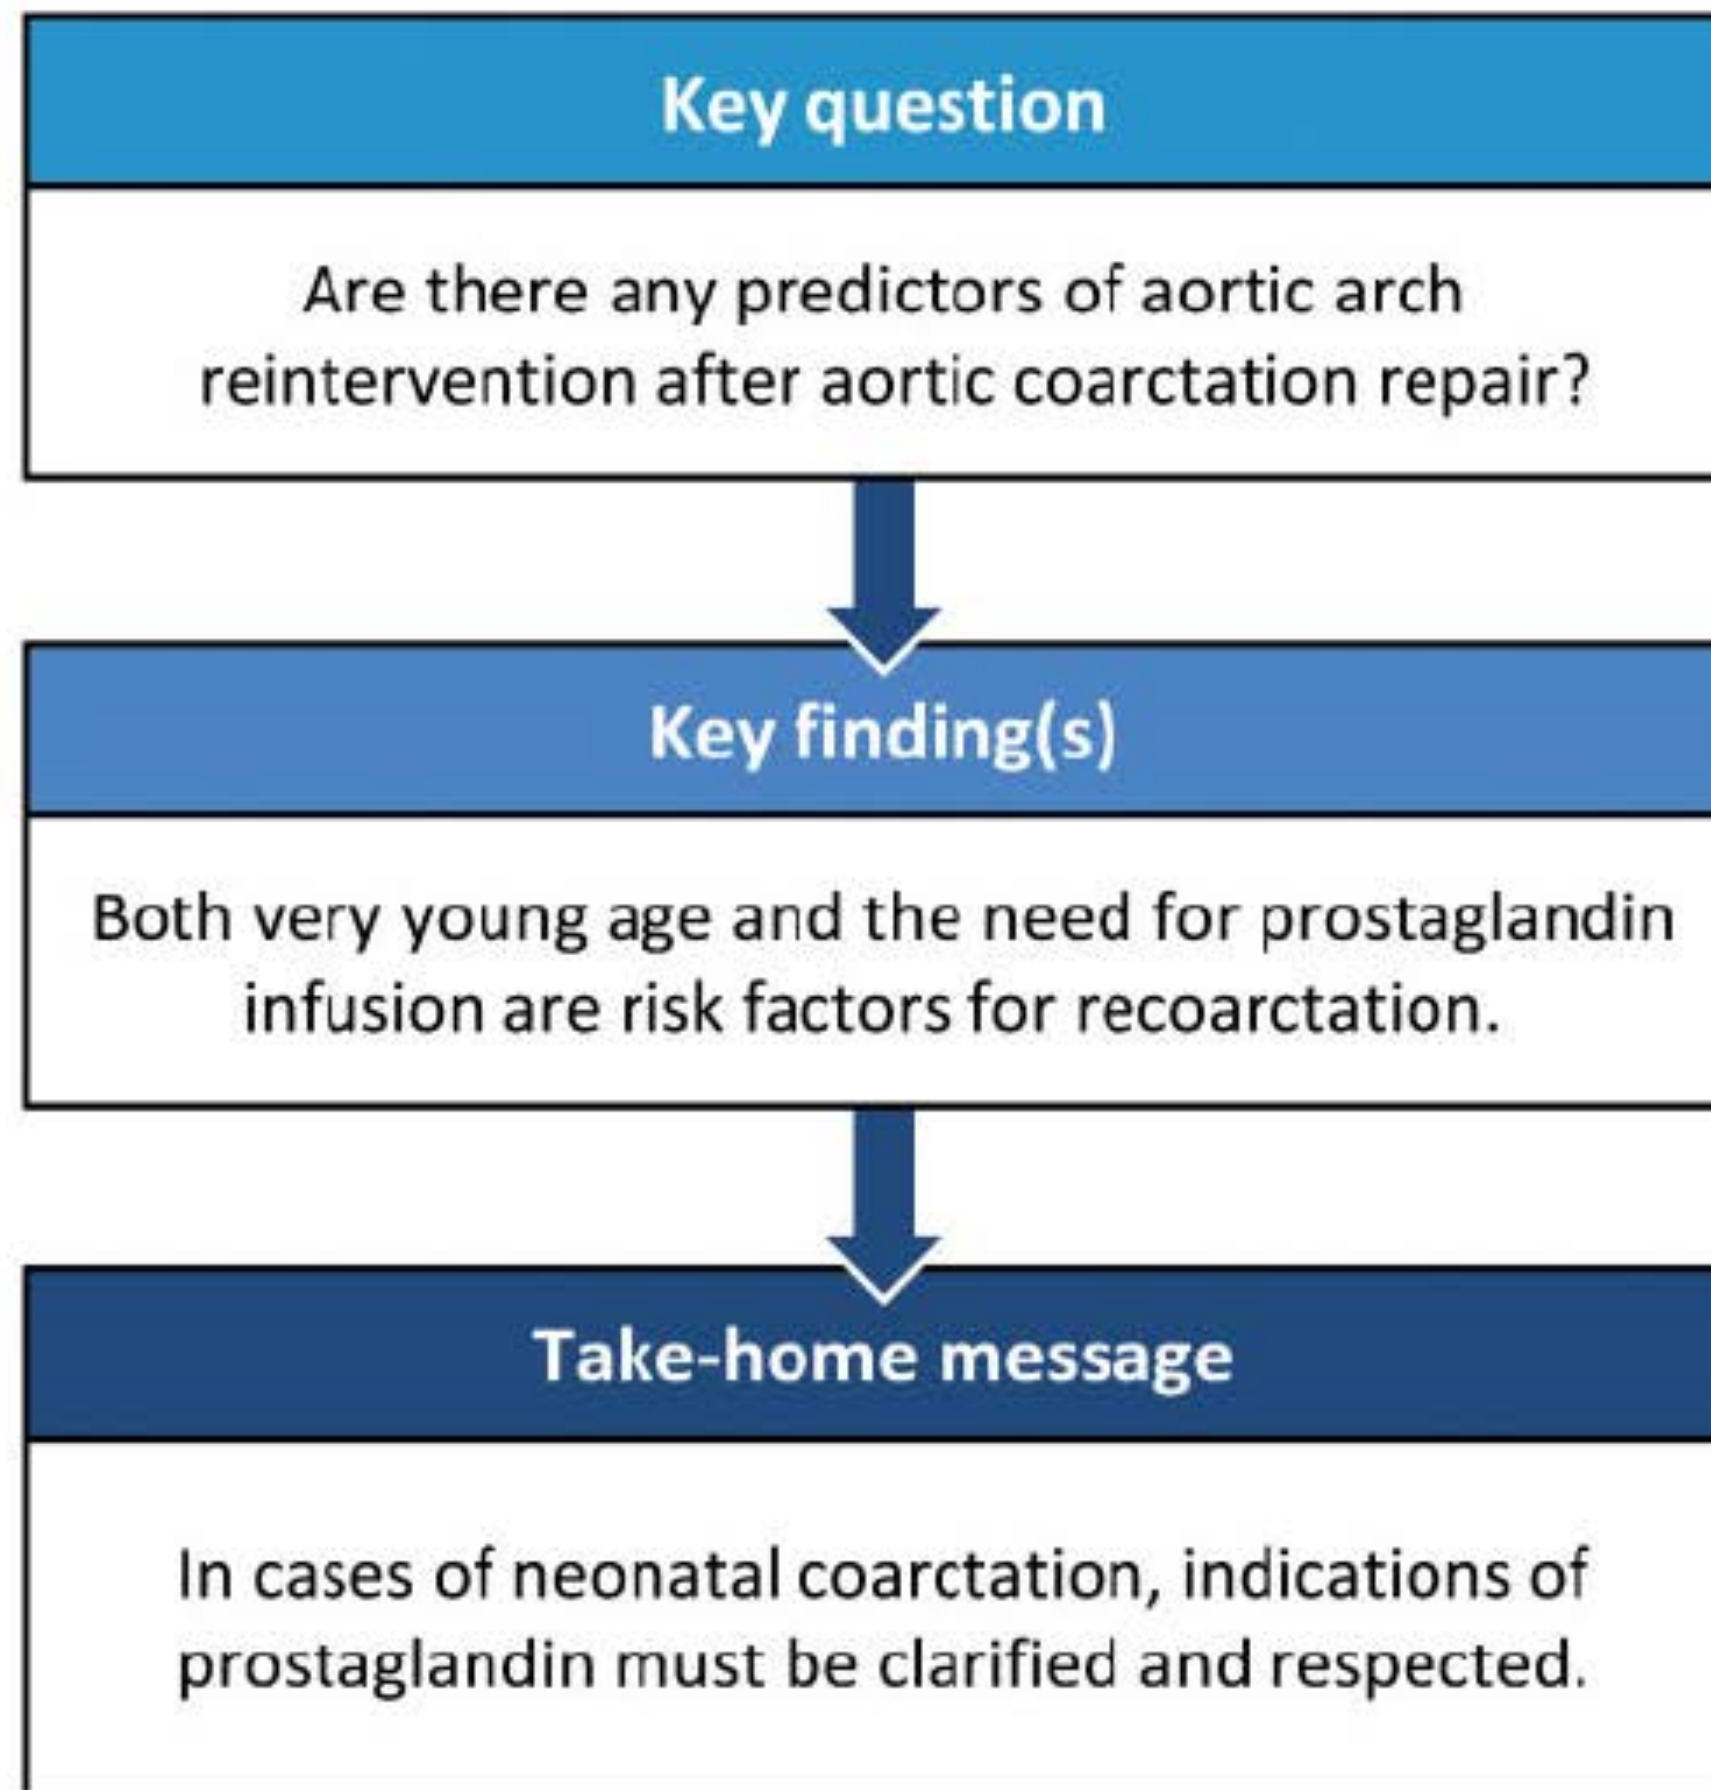 Key question
Are there any predictors of aortic arch
reintervention after aortic coarctation repair?
Key finding(s)
Both very young age and the need for prostaglandin
infusion are risk factors for recoarctation.
Take-home message
In cases of neonatal coarctation, indications of
prostaglandin must be clarified and respected.